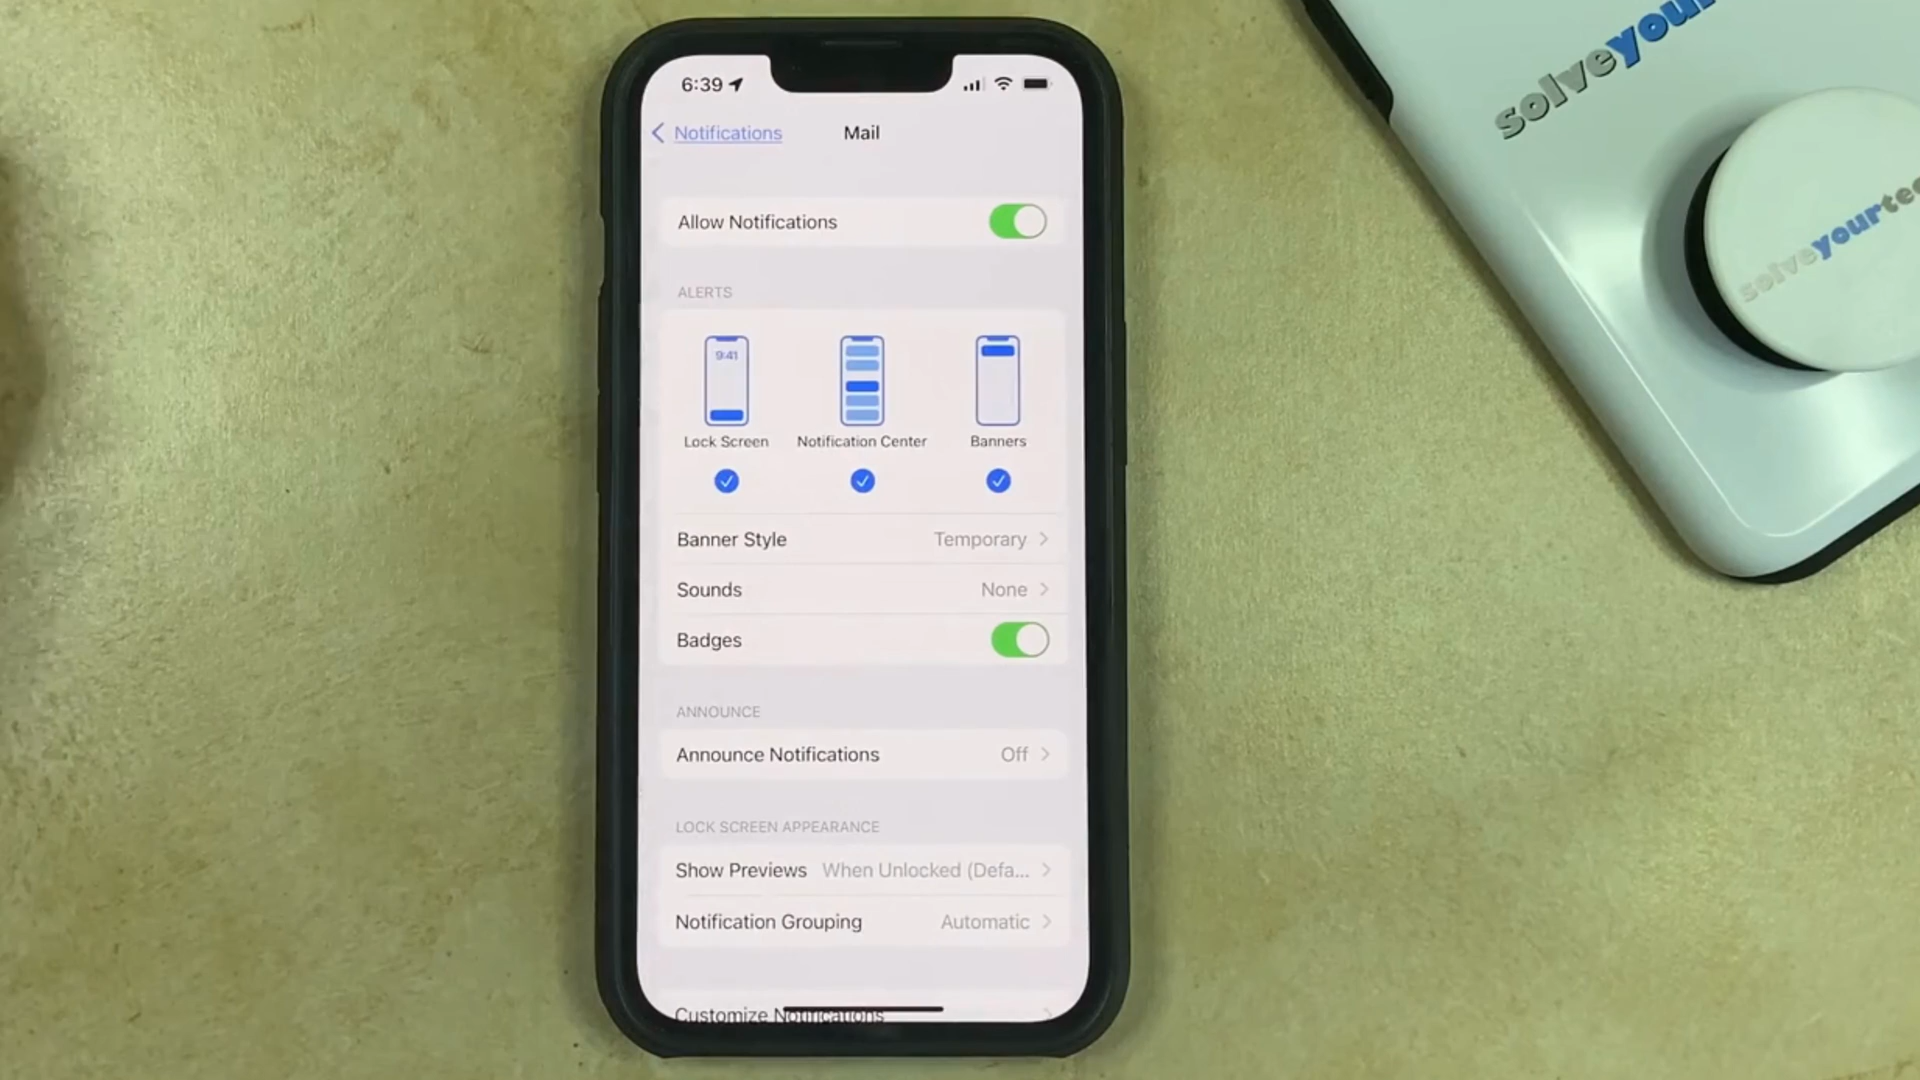 6:39
Notifications
Mail
Allow Notifications
ALERTS
9:41
Lock Screen
Notification Center
Banners
Banner Style
Temporary
Sounds
None
Badges
ANNOUNCE
Announce Notifications
Off
LOCK SCREEN APPEARANCE
Show Previews
When Unlocked (Defa...
Notification Grouping
Automatic
Customize Notifications
solveyour
solveyourtec